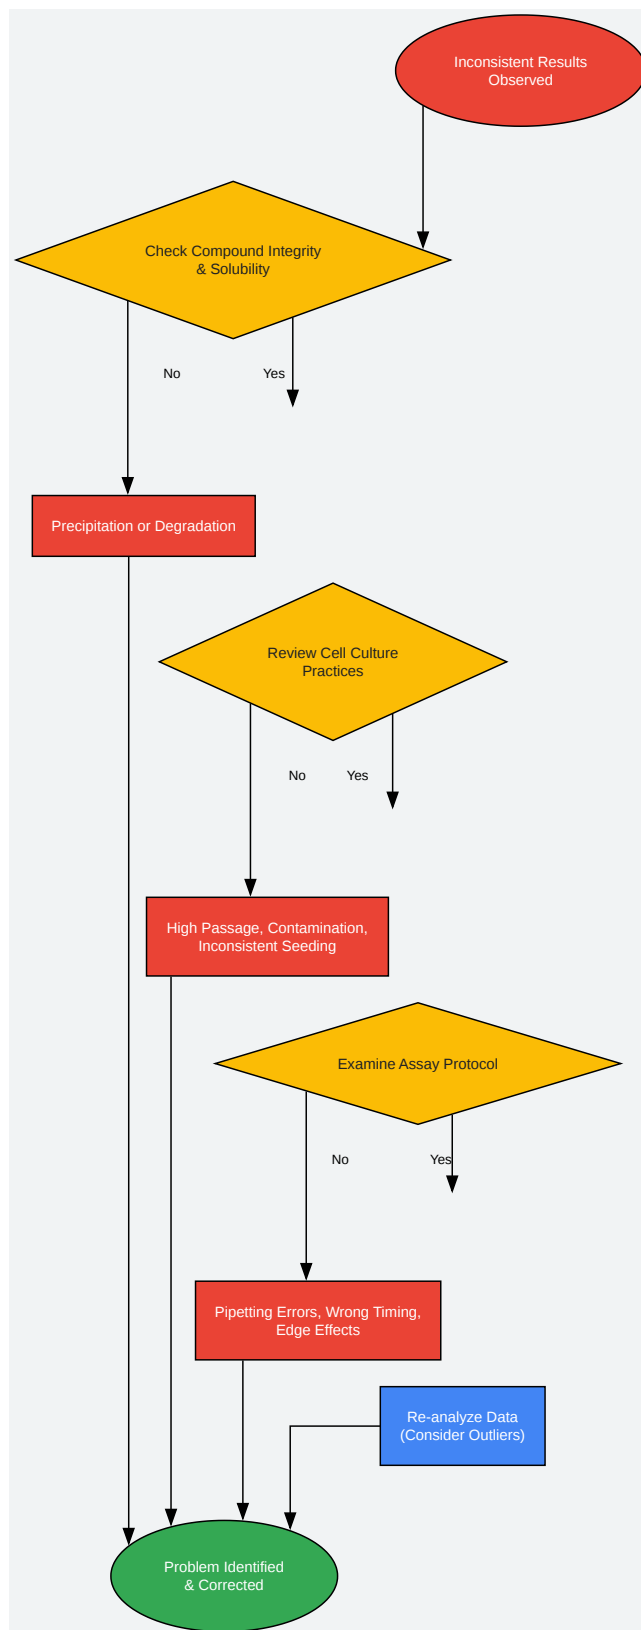 Inconsistent Results
Observed
Check Compound Integrity
& Solubility
No
Yes
Precipitation or Degradation
Review Cell Culture
Practices
No
Yes
High Passage, Contamination,
Inconsistent Seeding
Examine Assay Protocol
No
Yes
Pipetting Errors, Wrong Timing,
Edge Effects
Re-analyze Data
(Consider Outliers)
Problem Identified
& Corrected